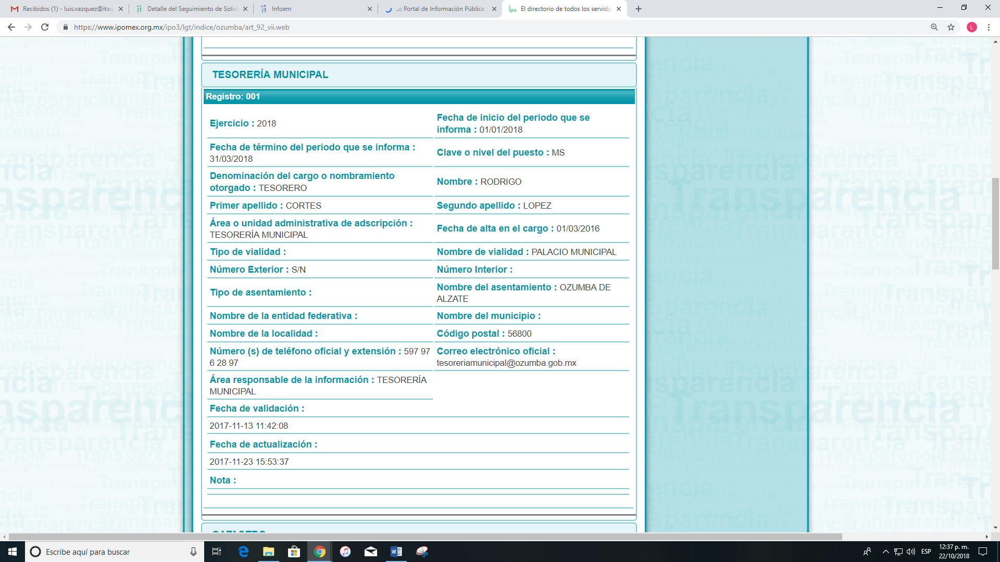 Recibidos (1) - luis.vazquez@itaip
Detalle del Seguimiento de Solici
Infoem
..:: Portal de Información Pública
El directorio de todos los servido
https://www.ipomex.org.mx/ipo3/lgt/indice/ozumba/art_92_vii.web
L
TESORERÍA MUNICIPAL
Registro: 001
Ejercicio : 2018
Fecha de inicio del periodo que se
informa : 01/01/2018
Fecha de término del periodo que se informa :
31/03/2018
Clave o nivel del puesto : MS
Denominación del cargo o nombramiento
otorgado : TESORERO
Nombre : RODRIGO
Primer apellido : CORTES
Segundo apellido : LOPEZ
Área o unidad administrativa de adscripción :
TESORERÍA MUNICIPAL
Fecha de alta en el cargo : 01/03/2016
Tipo de vialidad :
Nombre de vialidad : PALACIO MUNICIPAL
Número Exterior : S/N
Número Interior :
Tipo de asentamiento :
Nombre del asentamiento : OZUMBA DE
ALZATE
Nombre de la entidad federativa :
Nombre del municipio :
Nombre de la localidad :
Código postal : 56800
Número (s) de teléfono oficial y extensión : 597 97
6 28 97
Correo electrónico oficial :
tesoreriamunicipal@ozumba.gob.mx
Área responsable de la información : TESORERÍA
MUNICIPAL
Fecha de validación :
2017-11-13 11:42:08
Fecha de actualización :
2017-11-23 15:53:37
Nota :
Transparencia
Escribe aquí para buscar
ESP
12:37 p. m.
22/10/2018